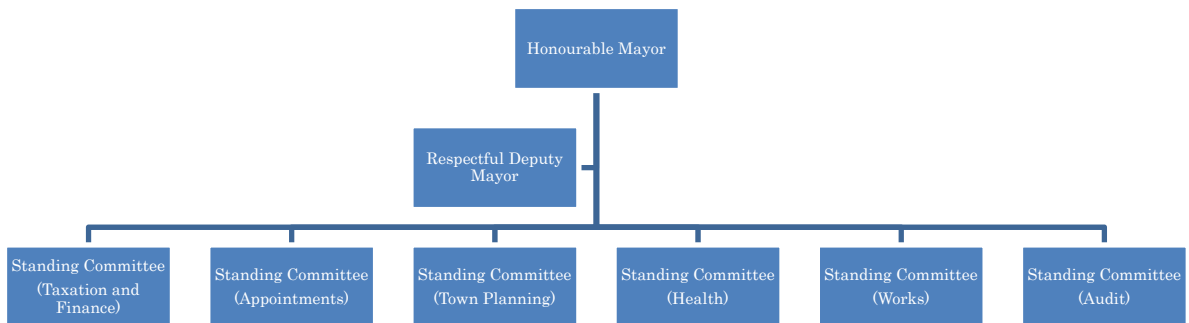 Honourable Mayor
Respectful Deputy
Mayor
Standing Committee
(Taxation and
Finance)
Standing Committee
(Appointments)
Standing Committee
(Town Planning)
Standing Committee
(Health)
Standing Committee
(Works)
Standing Committee
(Audit)